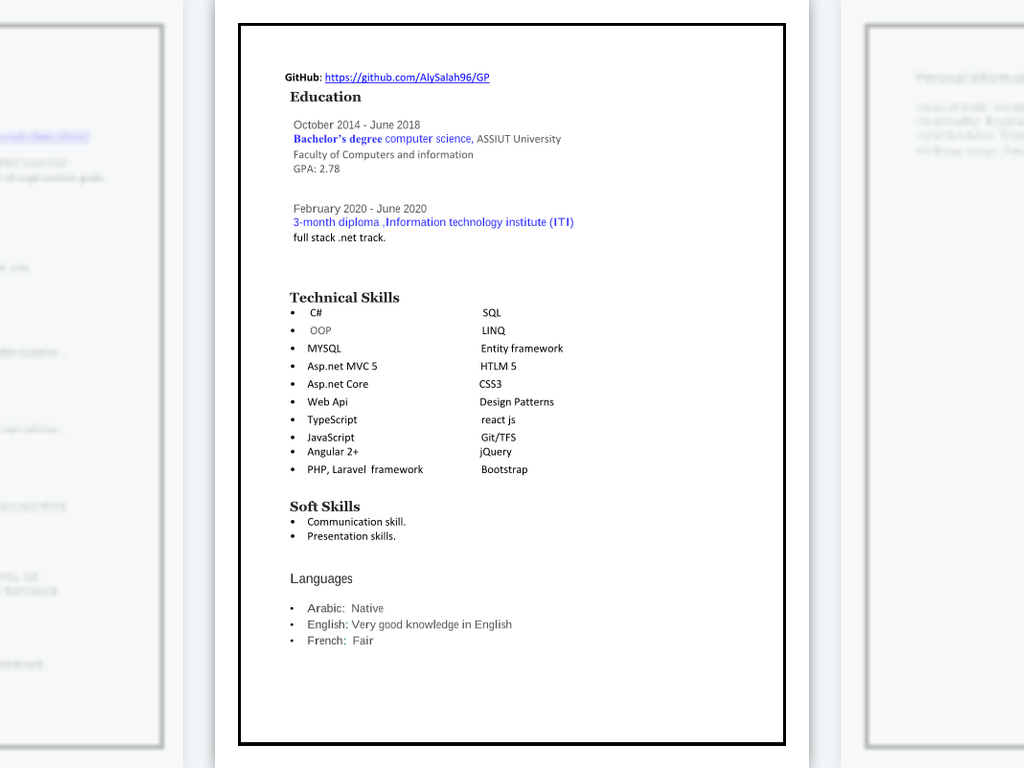 GitHub: https://github.com/AlySalah96/GP
Education
October 2014 - June 2018
Bachelor's degree computer science, ASSIUT University
Faculty of Computers and information
GPA: 2.78
February 2020 - June 2020
3-month diploma ,Information technology institute (ITI)
full stack .net track.
Technical Skills
• C# SQL
• OOP LINQ
• MYSQL Entity framework
• Asp.net MVC 5 HTLM 5
• Asp.net Core CSS3
• Web Api Design Patterns
• TypeScript react js
• JavaScript Git/TFS
• Angular 2+ jQuery
• PHP, Laravel framework Bootstrap
Soft Skills
• Communication skill.
• Presentation skills.
Languages
• Arabic: Native
• English: Very good knowledge in English
• French: Fair